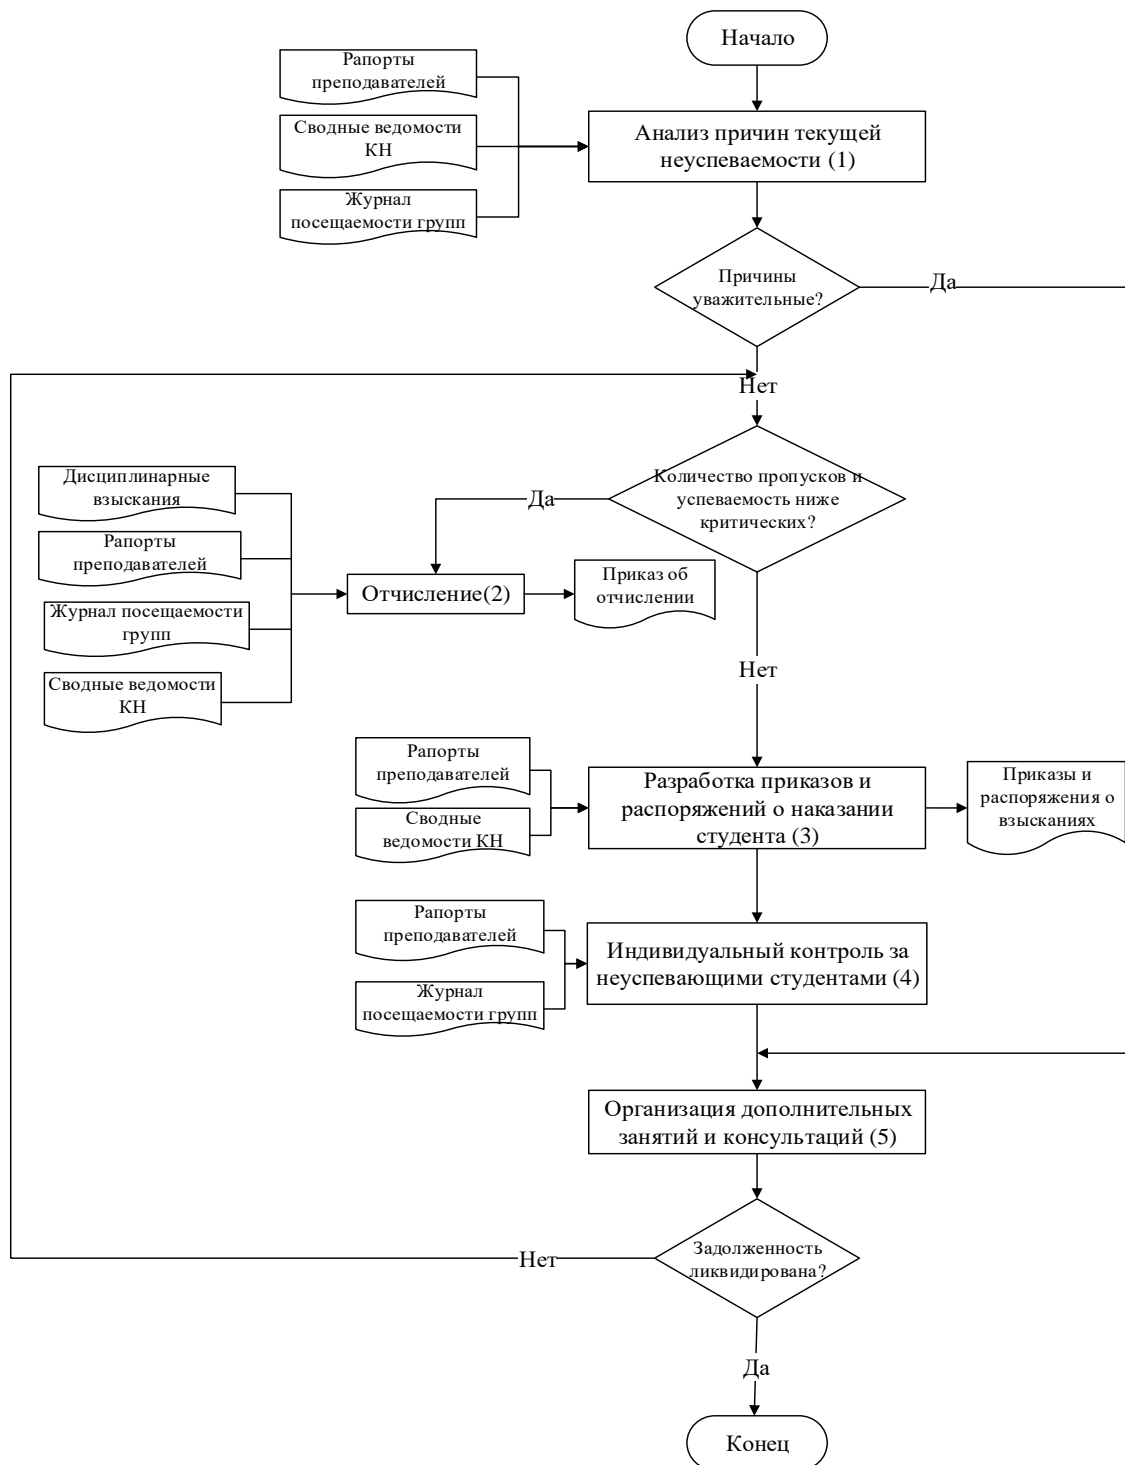 Начало
Рапорты
преподавателей
Сводные ведомости
КН
Журнал
посещаемости групп
Анализ причин текущей
неуспеваемости (1)
Причины
уважительные?
Да
Нет
Количество пропусков и
успеваемость ниже
критических?
Да
Дисциплинарные
взыскания
Рапорты
преподавателей
Журнал посещаемости
групп
Сводные ведомости
КН
Отчисление(2)
Приказ об
отчислении
Нет
Рапорты
преподавателей
Сводные
ведомости КН
Разработка приказов и
распоряжений о наказании
студента (3)
Приказы и
распоряжения о
взысканиях
Рапорты
преподавателей
Журнал
посещаемости групп
Индивидуальный контроль за
неуспевающими студентами (4)
Организация дополнительных
занятий и консультаций (5)
Задолженность
ликвидирована?
Нет
Да
Конец